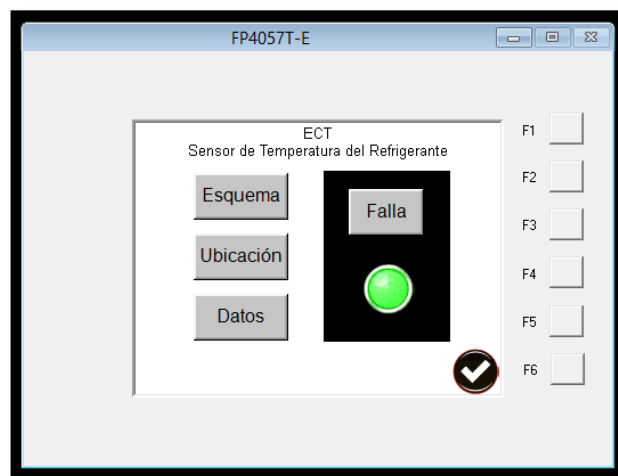 FP4057T-E
ECT
Sensor de Temperatura del Refrigerante
Esquema
Ubicación
Datos
Falla
F1
F2
F3
F4
F5
F6